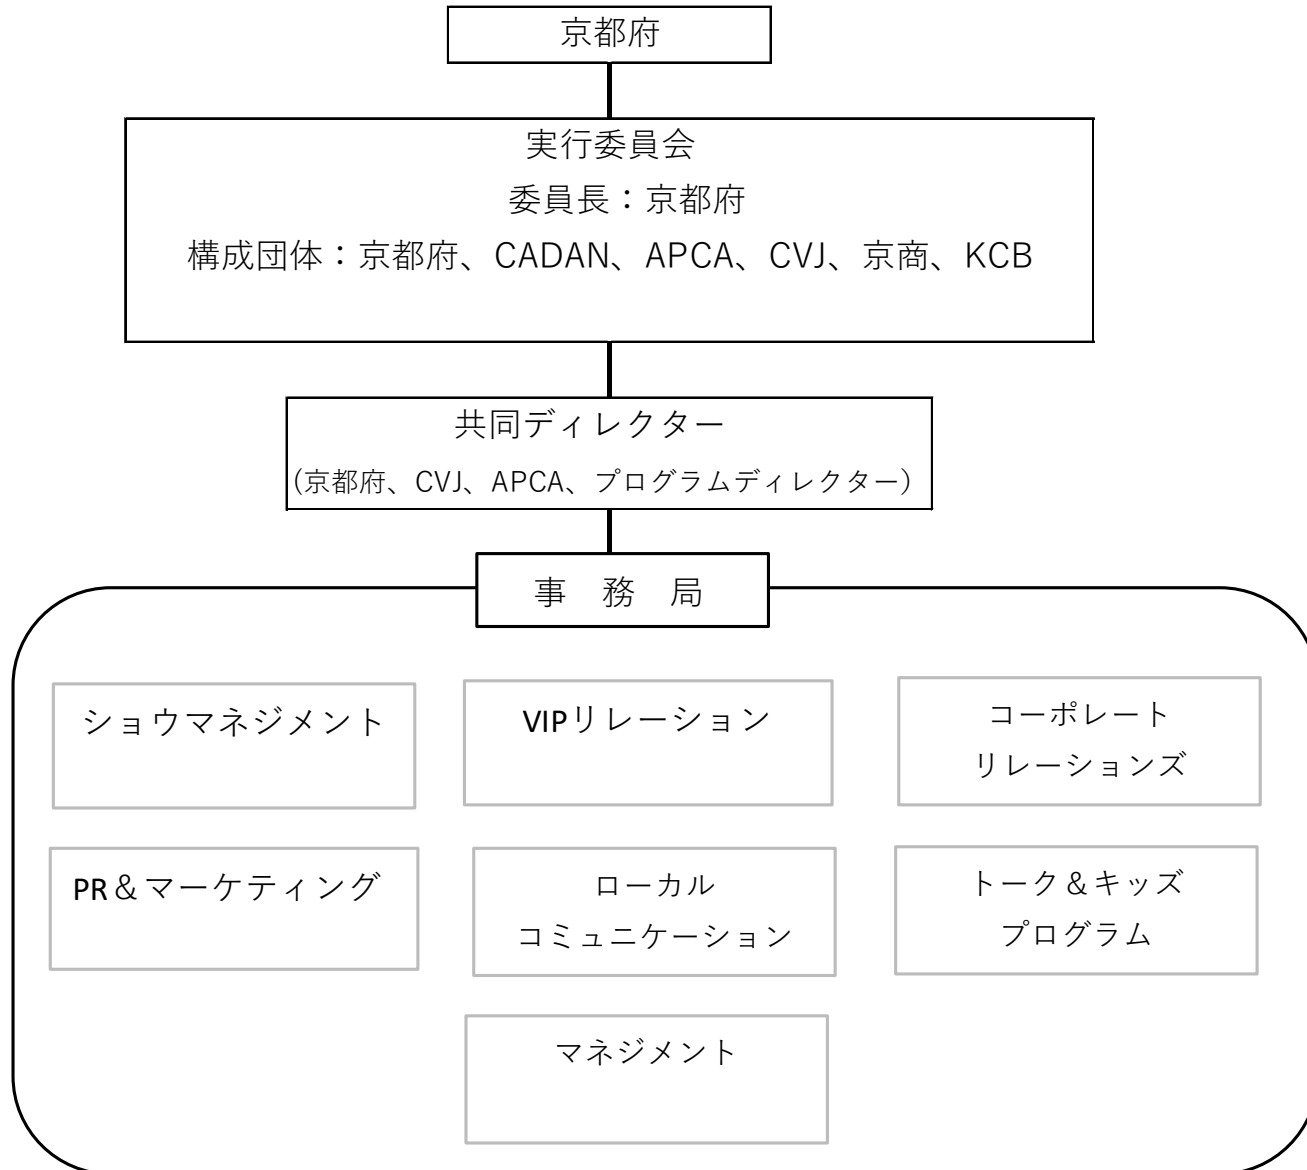 京都府
実行委員会
委員長：京都府
構成団体：京都府、CADAN、APCA、CVJ、京商、KCB
共同ディレクター
(京都府、CVJ、APCA、プログラムディレクター)
事　務　局
ショウマネジメント
VIPリレーション
コーポレート
リレーションズ
PR＆マーケティング
ローカル
コミュニケーション
トーク＆キッズ
プログラム
マネジメント